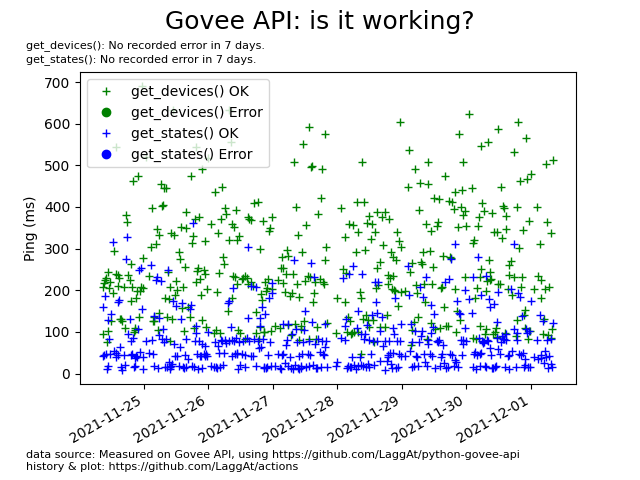 Govee API: is it working?
get_devices(): No recorded error in 7 days.
get_states(): No recorded error in 7 days.
700
600
500
400
300
200
100
0
Ping (ms)
get_devices() OK
get_devices() Error
get_states() OK
get_states() Error
2021-11-25
2021-11-26
2021-11-27
2021-11-28
2021-11-29
2021-11-30
2021-12-01
data source: Measured on Govee API, using https://github.com/LaggAt/python-govee-api
history & plot: https://github.com/LaggAt/actions